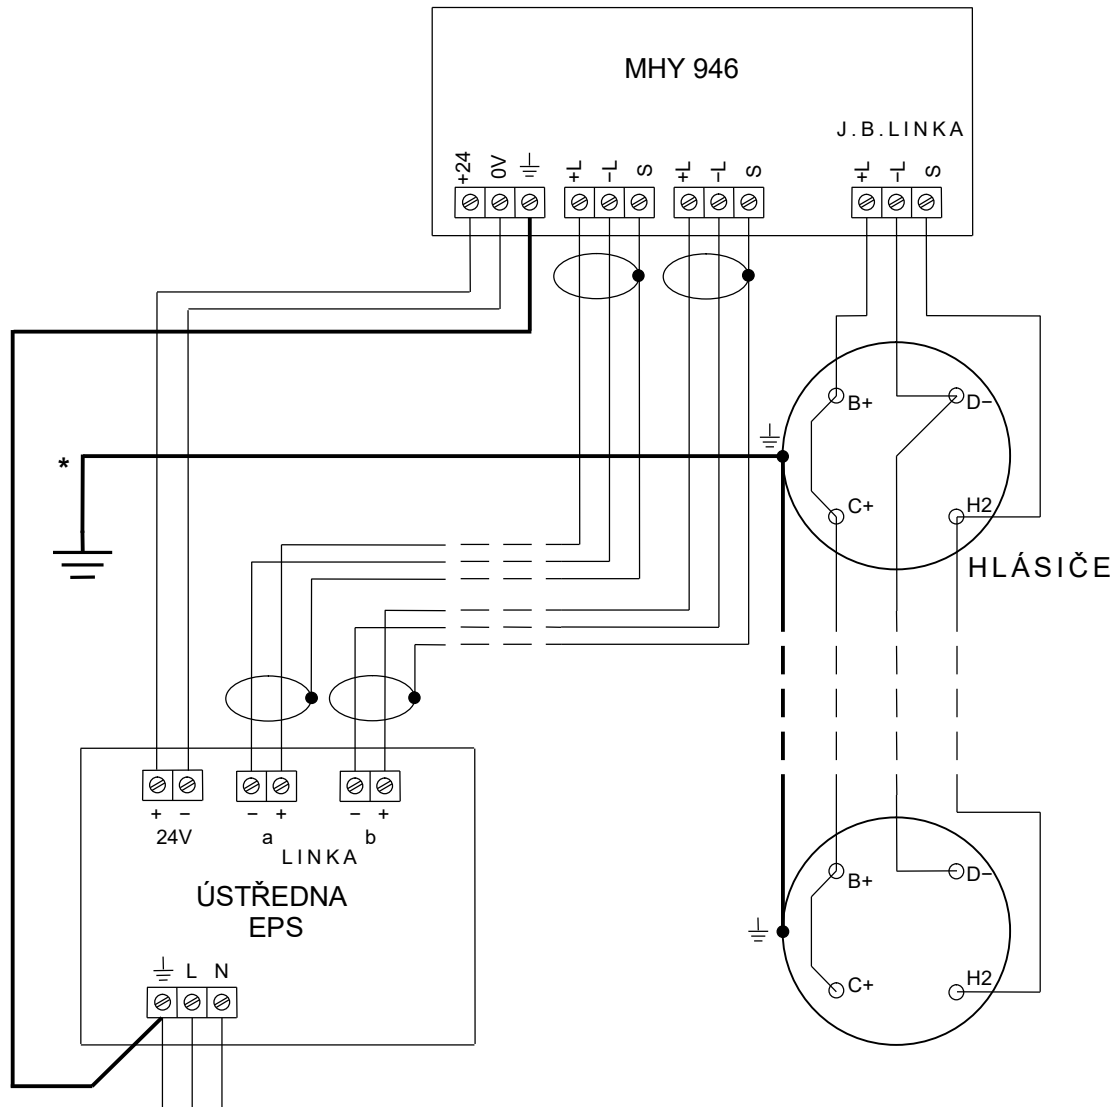 MHY 946
J.B.LINKA
+24 0V +L −L S +L −L S +L −L S
B+ D−
*
C+ H2
HLÁSIČE
+ − − + − +
24V a b
LINKA
ÚSTŘEDNA
EPS
B+ D−
L N
C+ H2